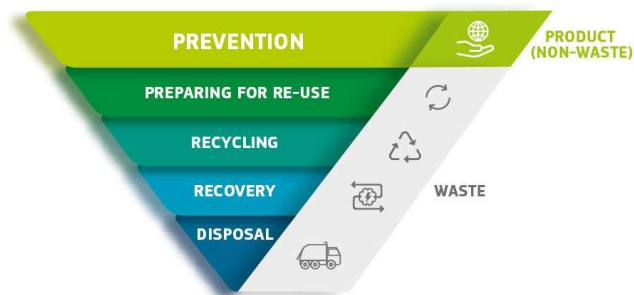 PREVENTION
PRODUCT
(NON-WASTE)
PREPARING FOR RE-USE
RECYCLING
RECOVERY
WASTE
DISPOSAL